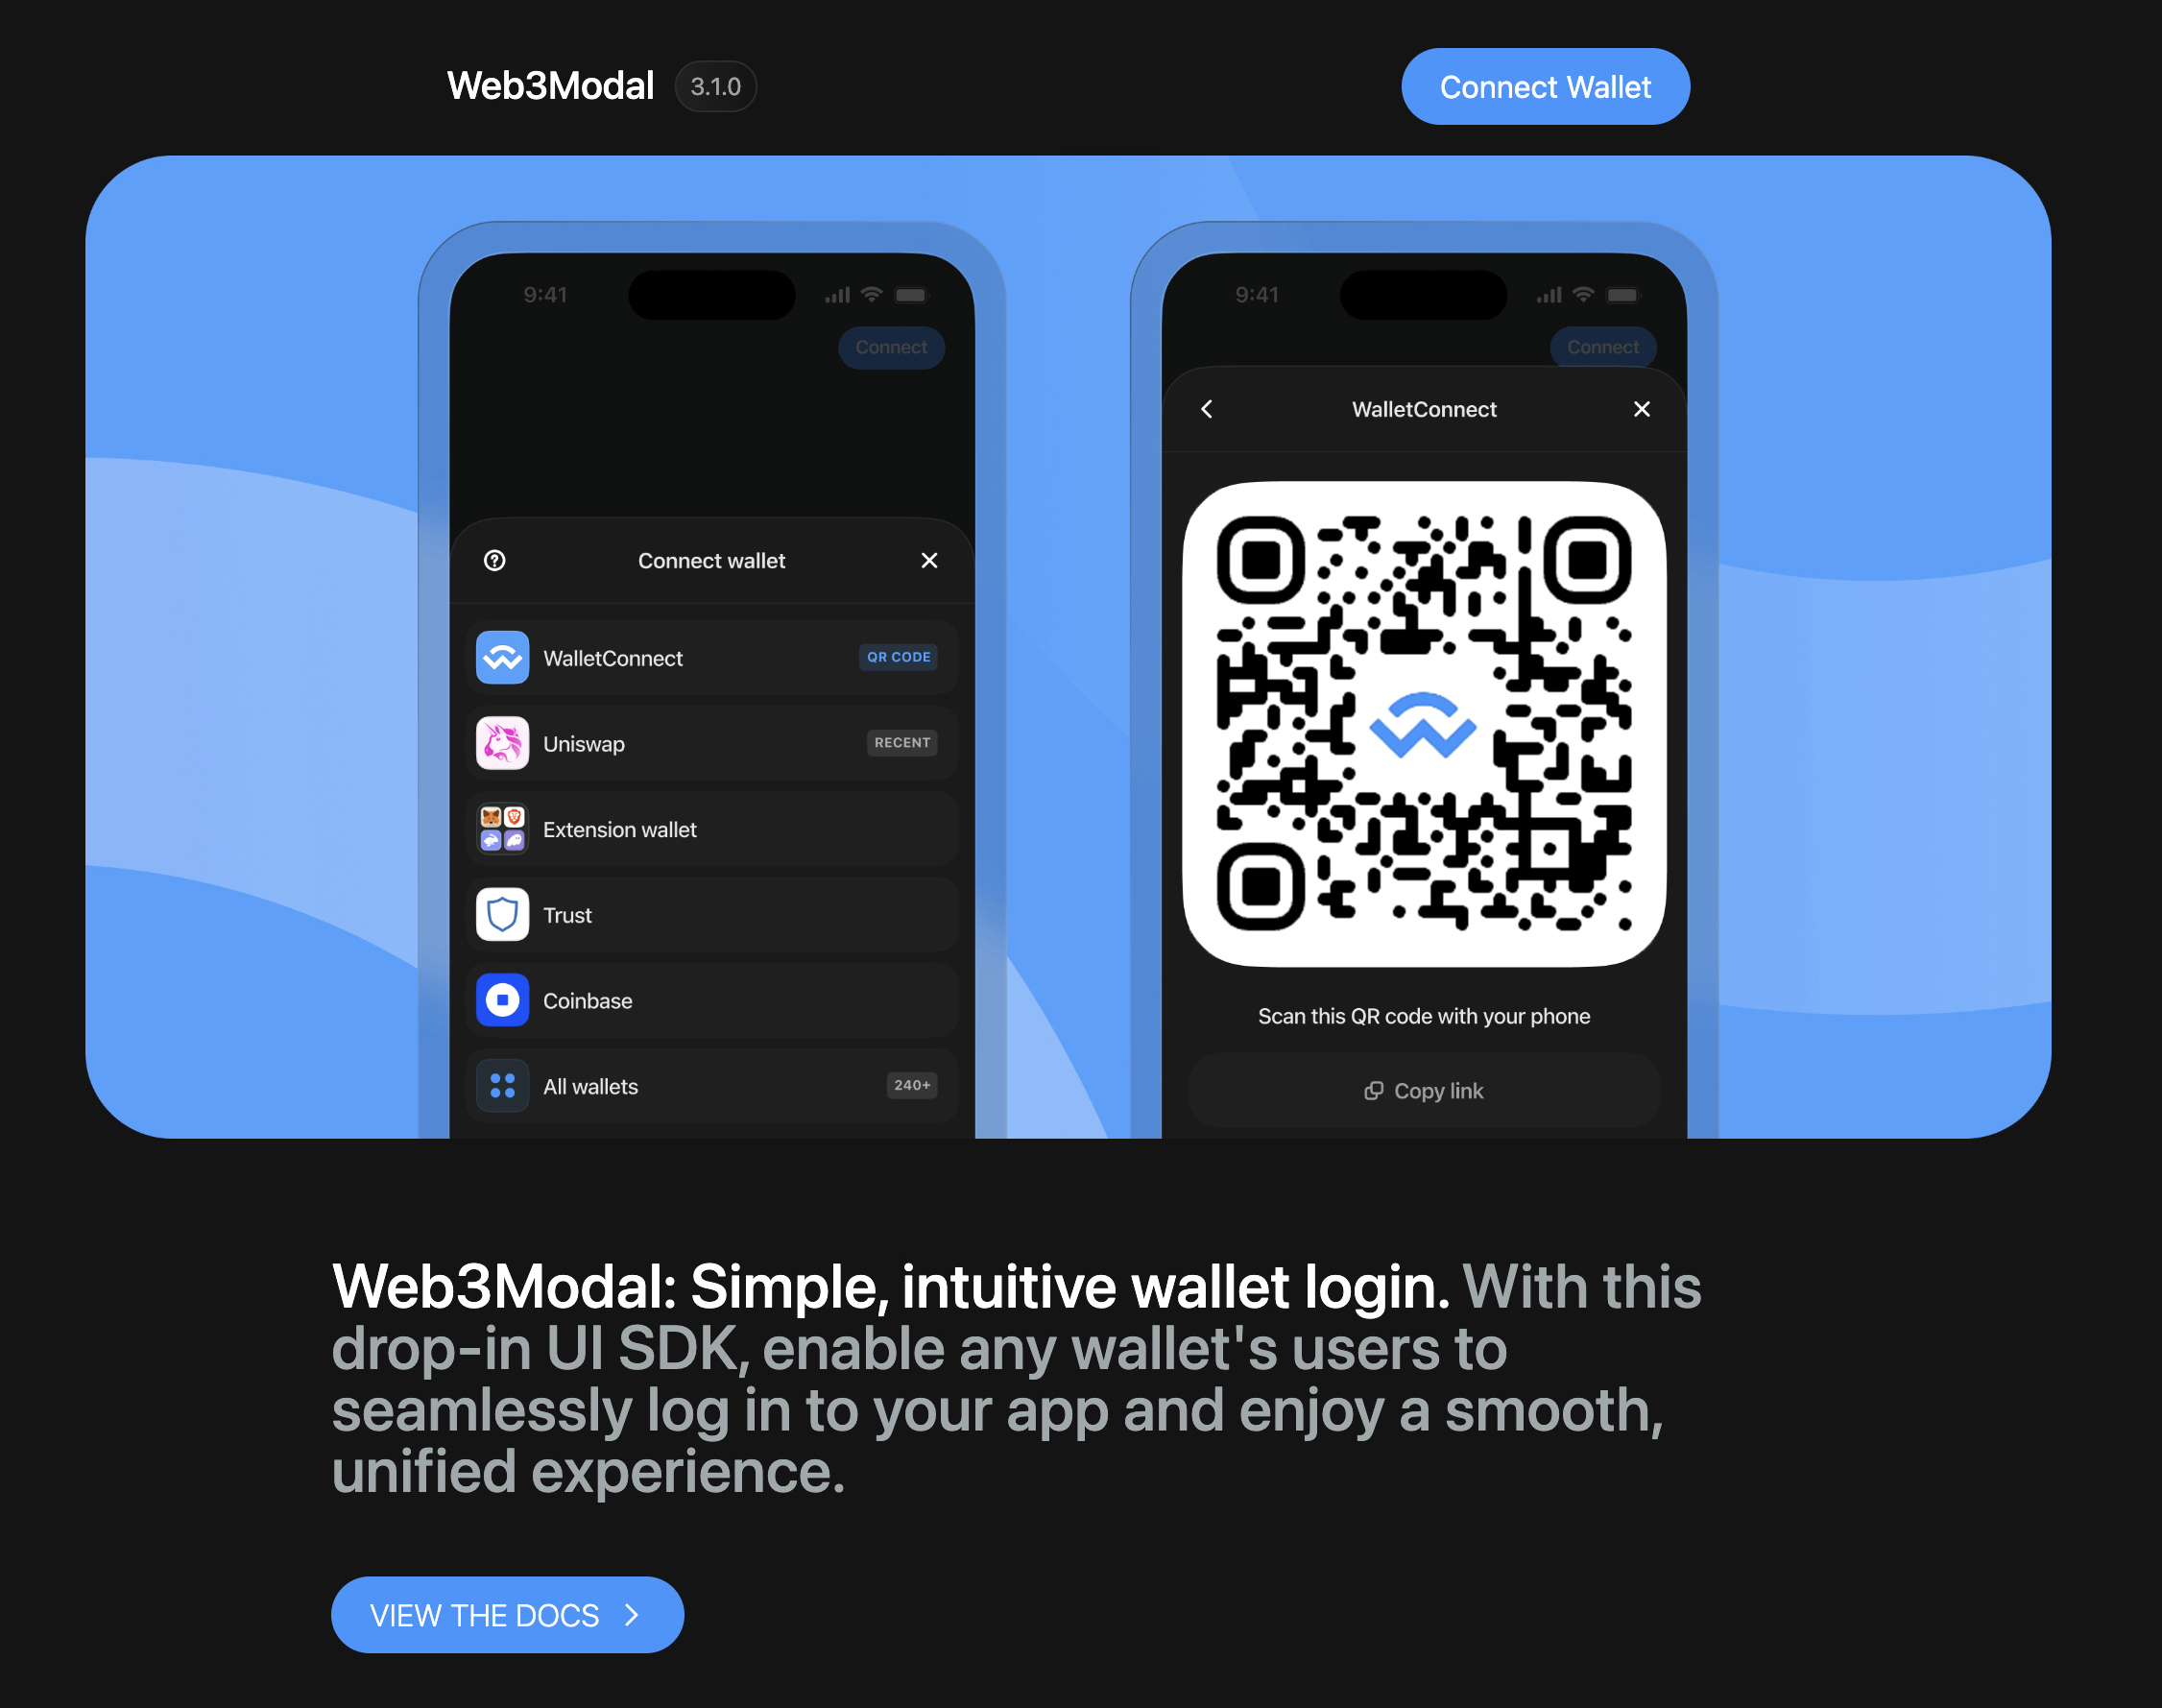 Web3Modal 3.1.0
Connect Wallet
9:41
Connect
Connect wallet
WalletConnect QR CODE
Uniswap RECENT
Extension wallet
Trust
Coinbase
All wallets 240+
9:41
Connect
WalletConnect
Scan this QR code with your phone
Copy link
Web3Modal: Simple, intuitive wallet login. With this
drop-in UI SDK, enable any wallet's users to
seamlessly log in to your app and enjoy a smooth,
unified experience.
VIEW THE DOCS